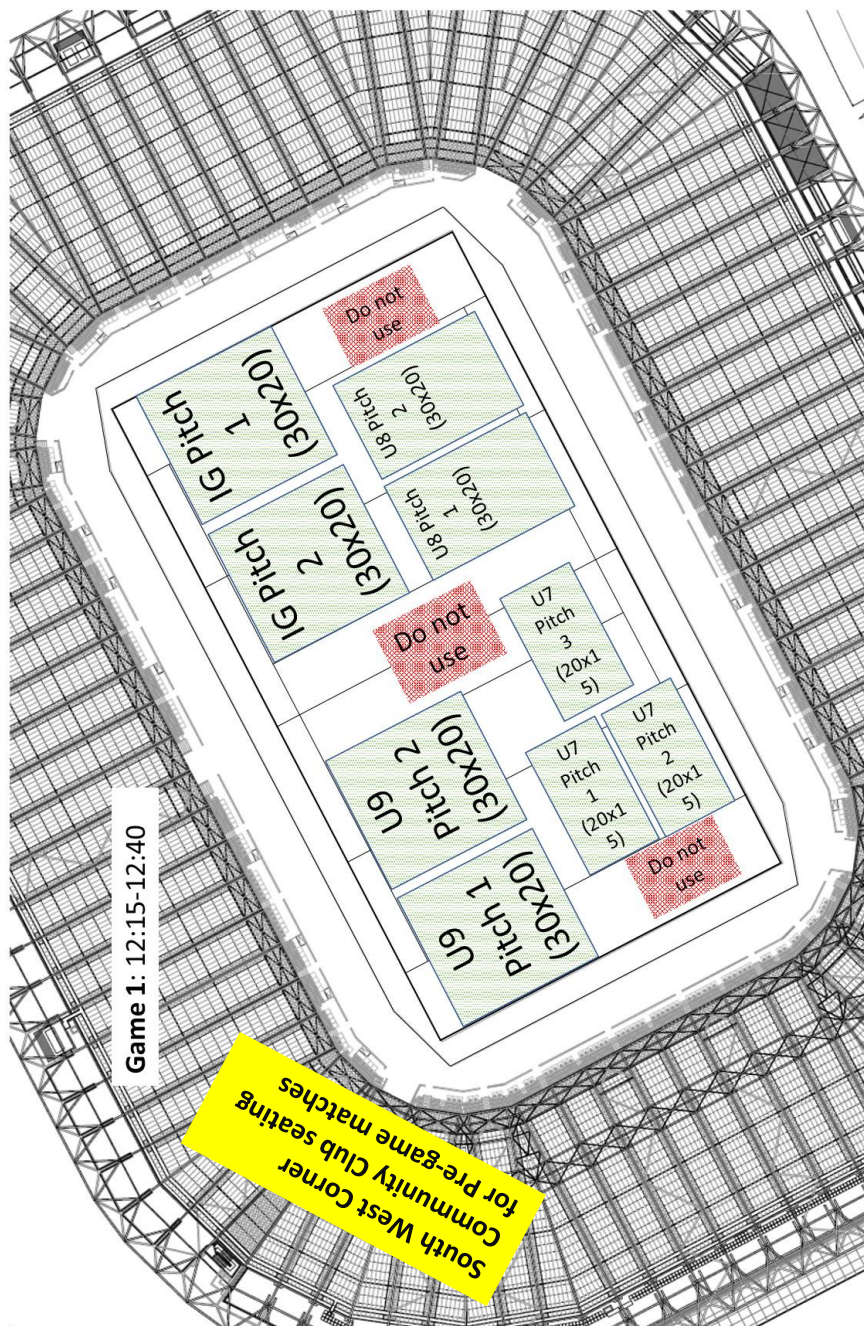 Game 1: 12:15-12:40
South West Corner
Community Club seating
for Pre-game matches
IG Pitch
1
(30x20)
Do not
use
IG Pitch
2
(30x20)
U8 Pitch
2
(30x20)
U8 Pitch
1
(30x20)
Do not
use
U7
Pitch
3
(20x1
5)
U9
Pitch 2
(30x20)
U9
Pitch 1
(30x20)
U7
Pitch
1
(20x1
5)
U7
Pitch
2
(20x1
5)
Do not
use